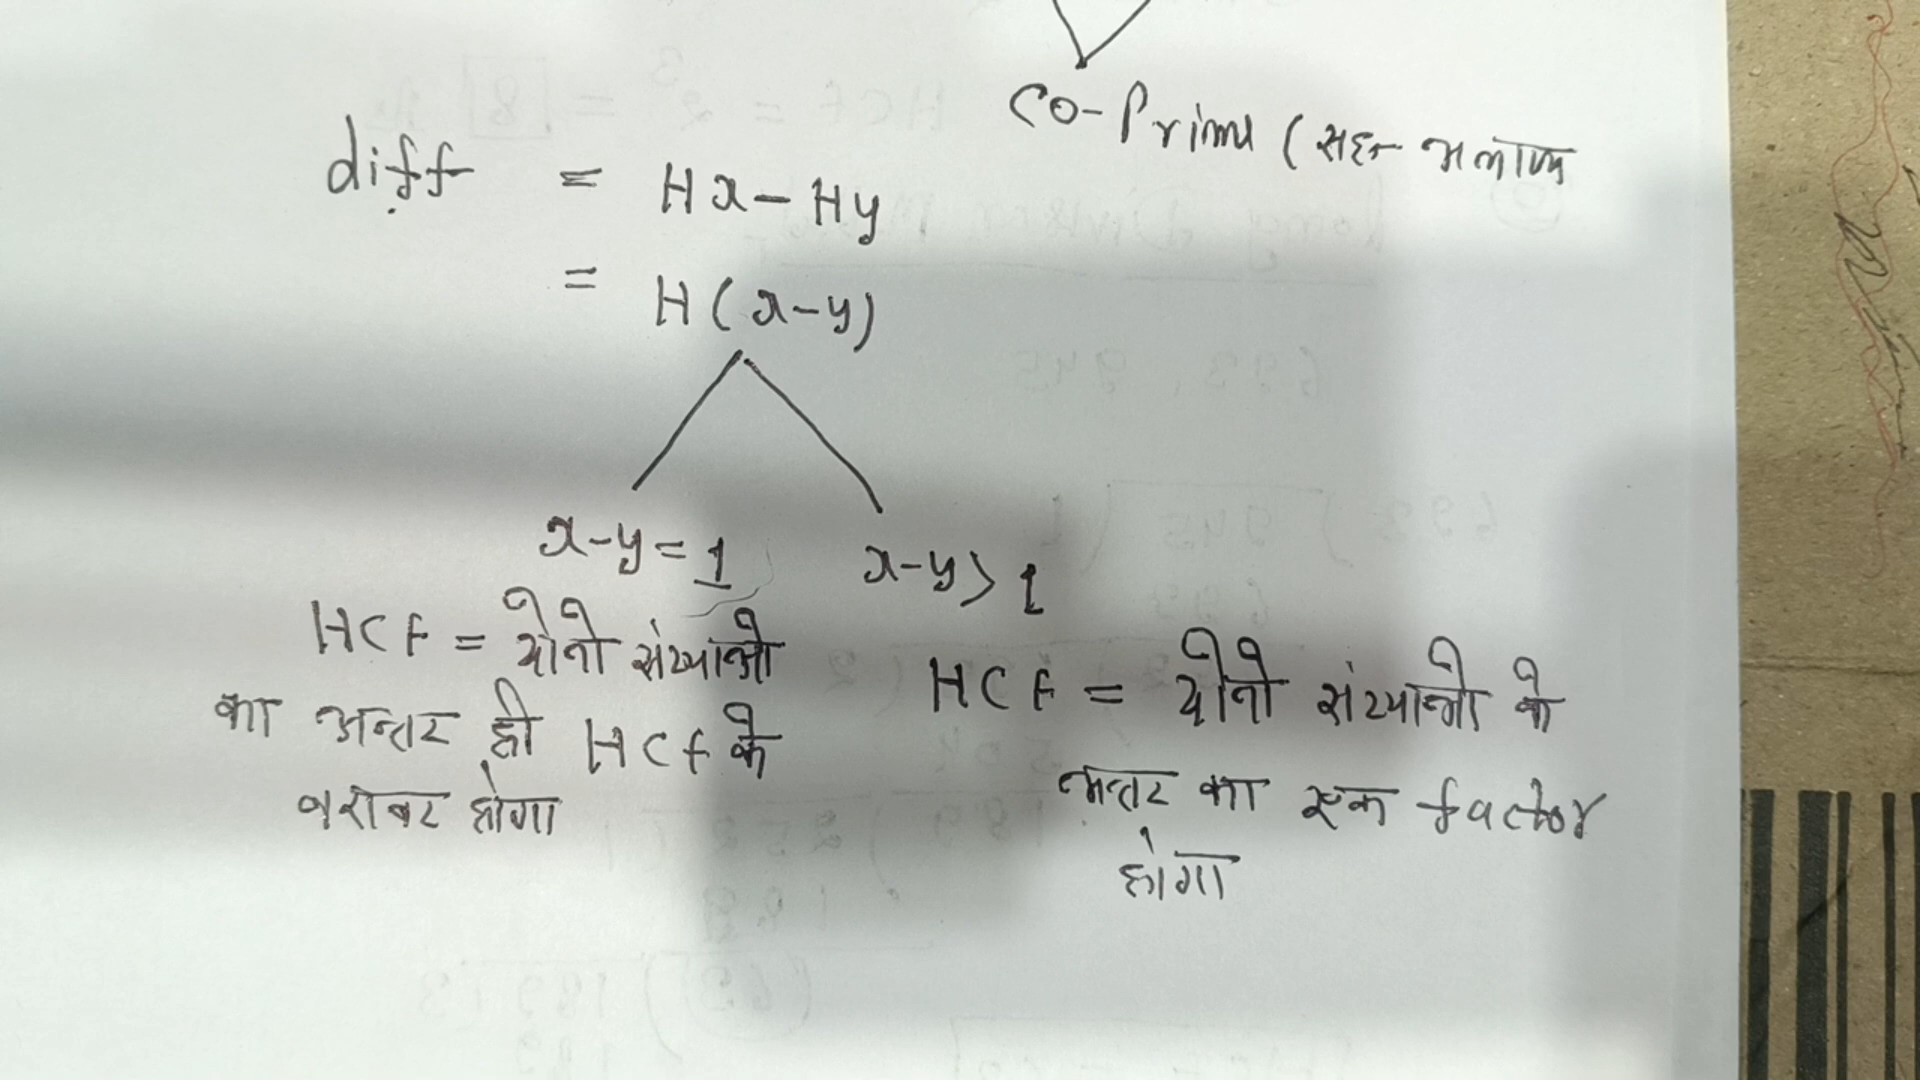 Co-Prime (सह-अभाज्य
diff = Hx - Hy
= H(x-y)
x-y=1
x-y>1
HCF = दोनो संख्याओ
का अन्तर ही HCF के
बराबर होगा
HCF = दोनो संख्याओ के
अन्तर का एक factor
होगा